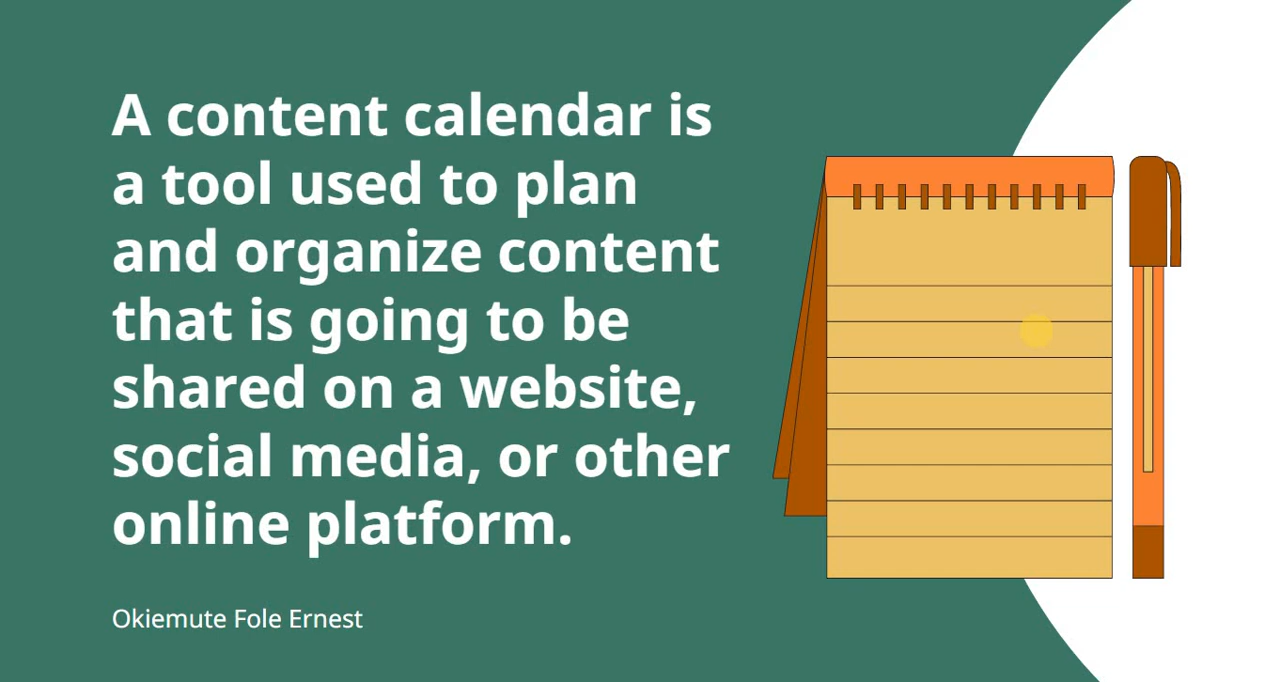 A content calendar is
a tool used to plan
and organize content
that is going to be
shared on a website,
social media, or other
online platform.
Okiemute Fole Ernest